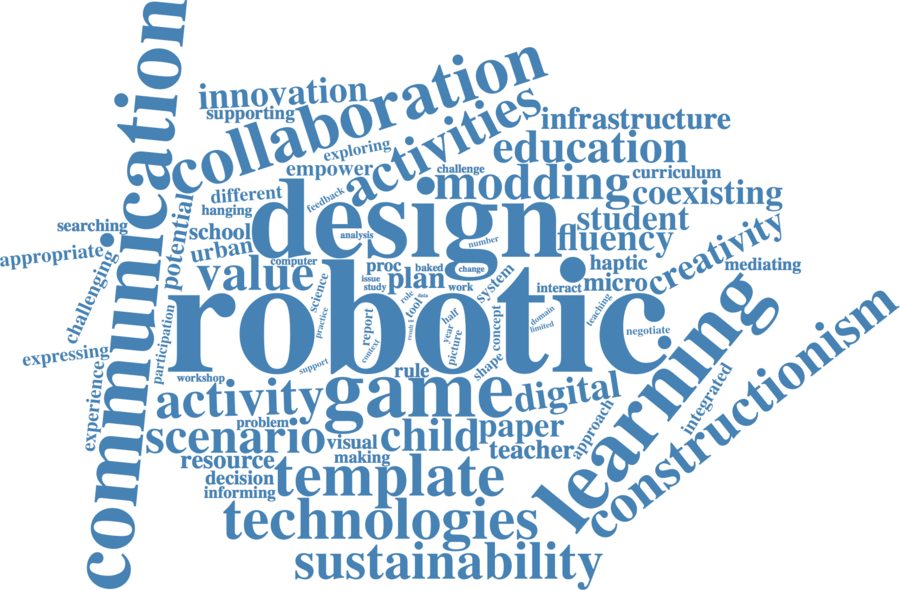 communication
innovation
supporting
collaboration
exploring
empower
activities
infrastructure
education
challenge
modding
curriculum
coexisting
different
hanging
feedback
design
student
fluency
searching
appropriate
challenging
potential
school
urban
analysis
number
computer
value
proc
baked
change
system
haptic
creativity
mediating
issue
study
plan
work
interact
micro
expressing
participation
science
practice
robotic
role
data
tool
result
report
context
half
year
picture
concept
shape
domain
limited
teaching
negotiate
support
experience
workshop
rule
learning
integrated
constructionism
activity
game
digital
approach
problem
scenario
visual
child
paper
making
teacher
resource
decision
informing
template
technologies
sustainability